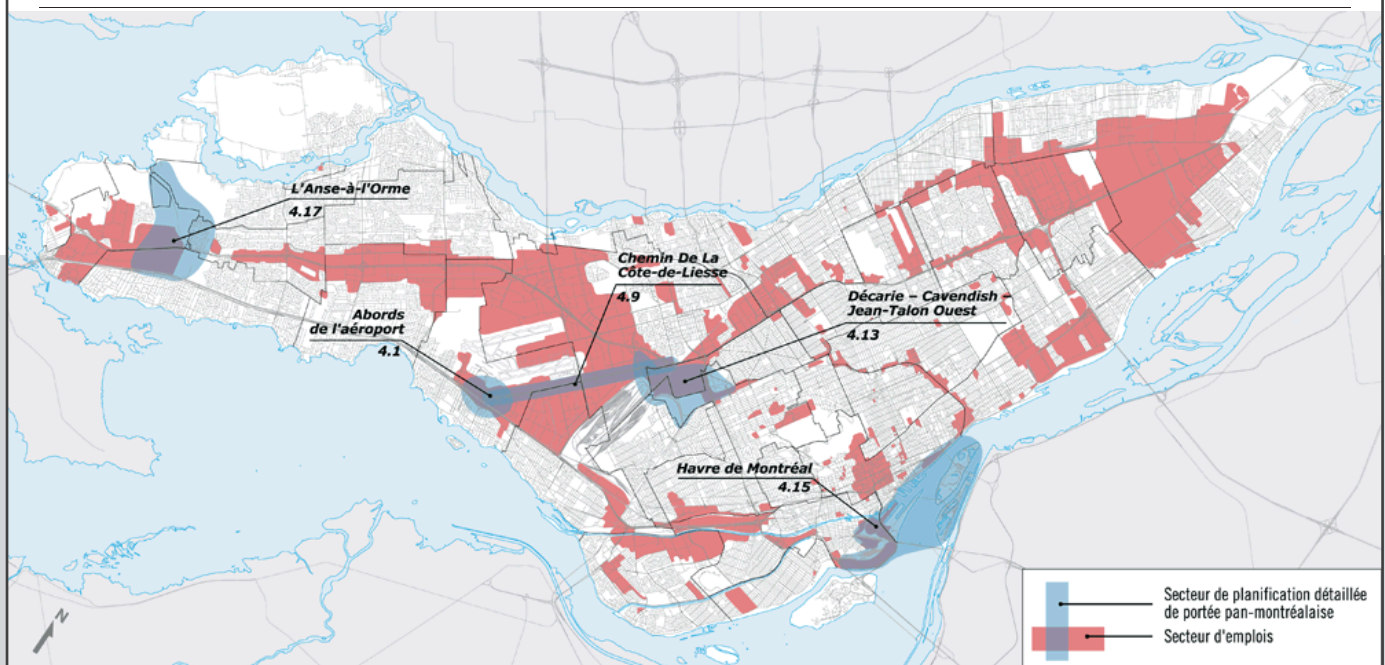 L'Anse-à-l'Orme
4.17
Chemin De La
Côte-de-Liesse
4.9
Décarie – Cavendish –
Jean-Talon Ouest
4.13
Abords
de l'aéroport
4.1
Havre de Montréal
4.15
N
Secteur de planification détaillée
de portée pan-montréalaise
Secteur d'emplois